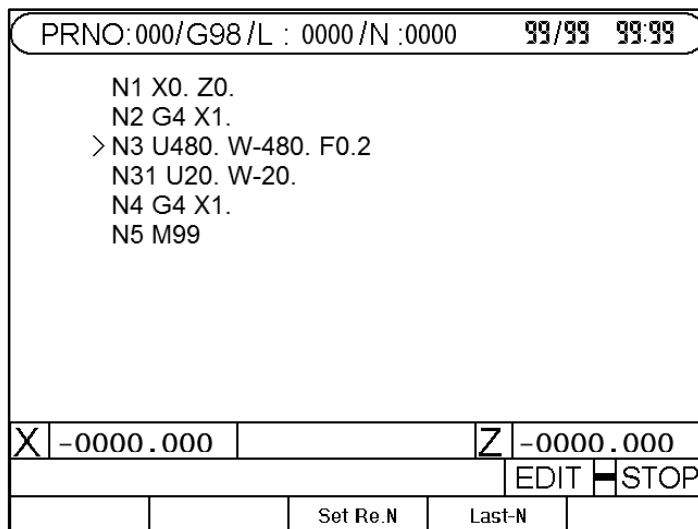 PRNO:000/G98/L : 0000/N :0000 99/99 99:99
N1 X0. Z0.
N2 G4 X1.
>N3 U480. W-480. F0.2
N31 U20. W-20.
N4 G4 X1.
N5 M99
X -0000.000 Z -0000.000
EDIT STOP
Set Re.N Last-N